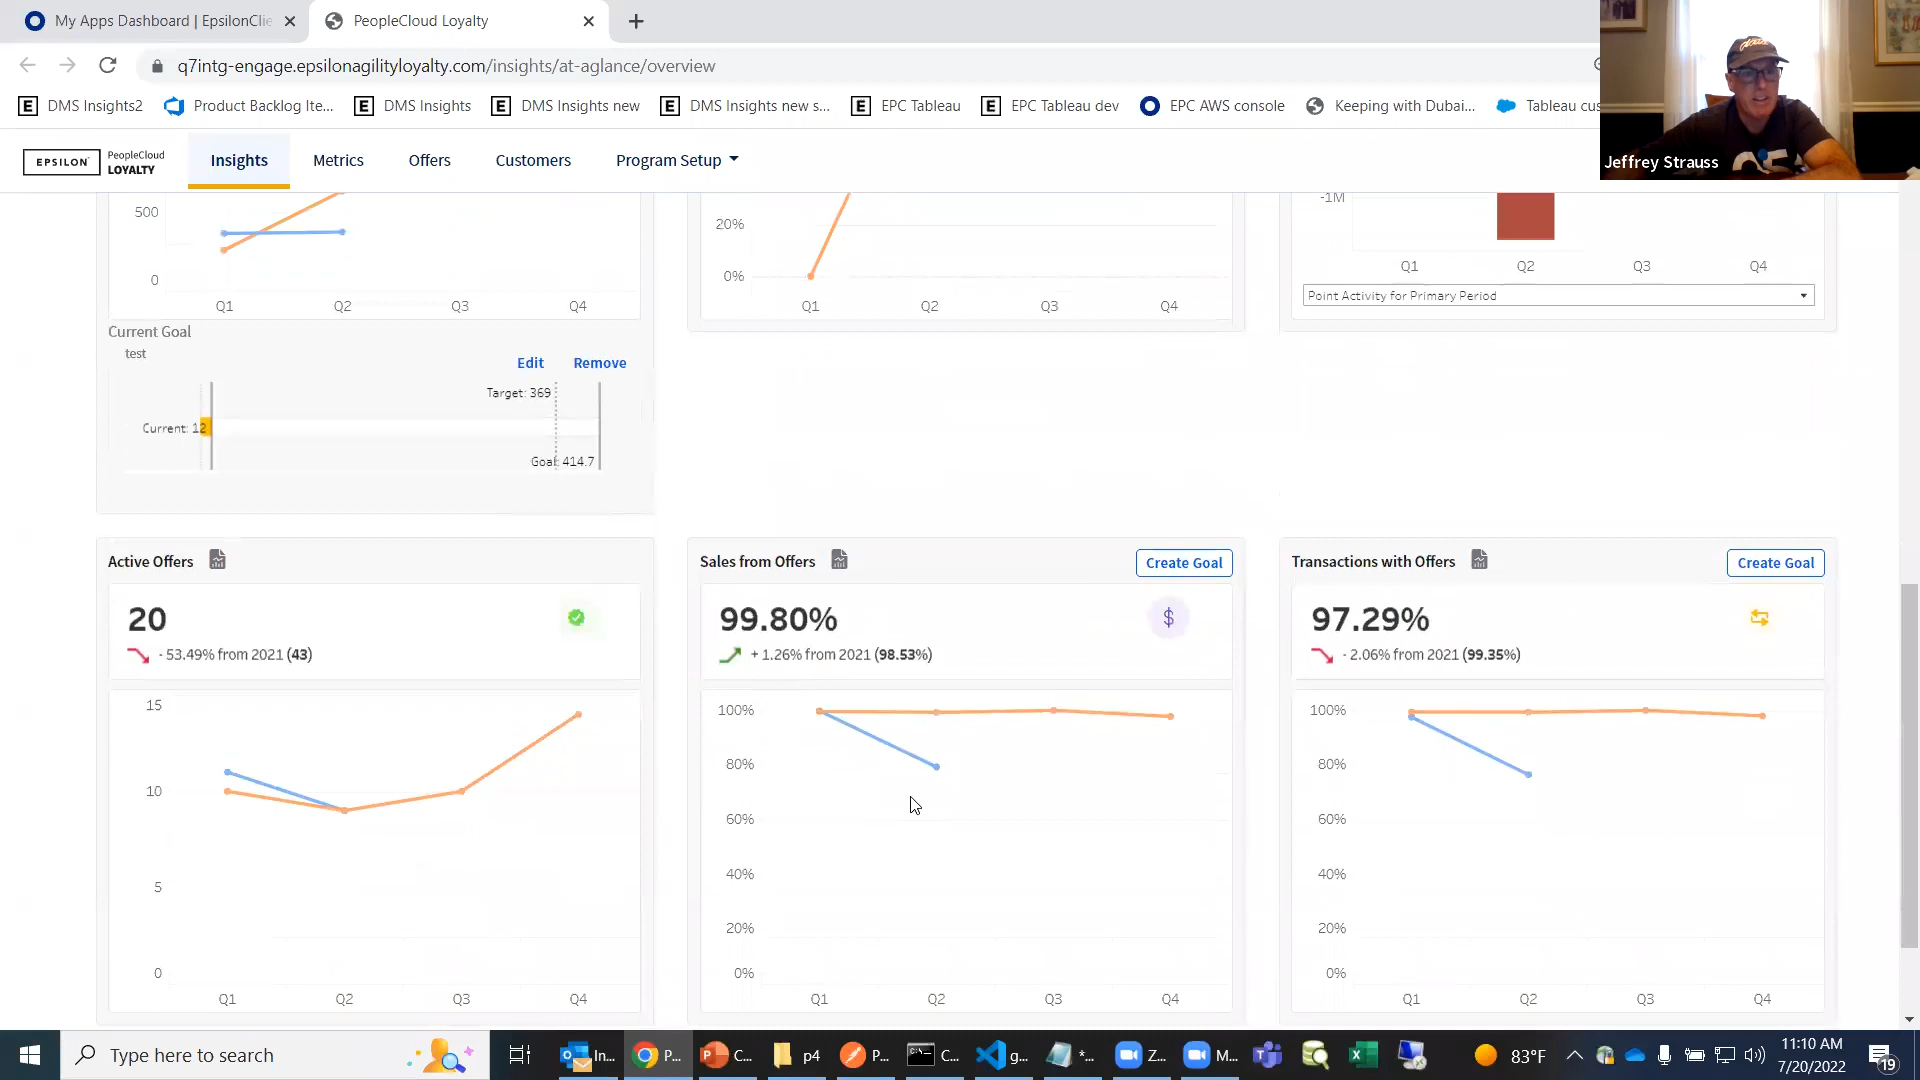 My Apps Dashboard | EpsilonClie
PeopleCloud Loyalty
q7intg-engage.epsilonagilityloyalty.com/insights/at-aglance/overview
DMS Insights2
Product Backlog Ite...
DMS Insights
DMS Insights new
DMS Insights new s...
EPC Tableau
EPC Tableau dev
EPC AWS console
Keeping with Dubai...
Tableau cus
Jeffrey Strauss
EPSILON
PeopleCloud
LOYALTY
Insights
Metrics
Offers
Customers
Program Setup
500
0
Q1 Q2 Q3 Q4
20%
0%
Q1 Q2 Q3 Q4
-1M
Q1 Q2 Q3 Q4
Point Activity for Primary Period
Current Goal
test
Edit
Remove
Target: 369
Current: 12
Goal: 414.7
Active Offers
20
- 53.49% from 2021 (43)
15
10
5
0
Q1 Q2 Q3 Q4
Sales from Offers
Create Goal
99.80%
$
+ 1.26% from 2021 (98.53%)
100%
80%
60%
40%
20%
0%
Q1 Q2 Q3 Q4
Transactions with Offers
Create Goal
97.29%
- 2.06% from 2021 (99.35%)
100%
80%
60%
40%
20%
0%
Q1 Q2 Q3 Q4
Type here to search
In...
P...
C...
p4
P...
C...
g...
*...
Z...
M...
83°F
11:10 AM
7/20/2022
19